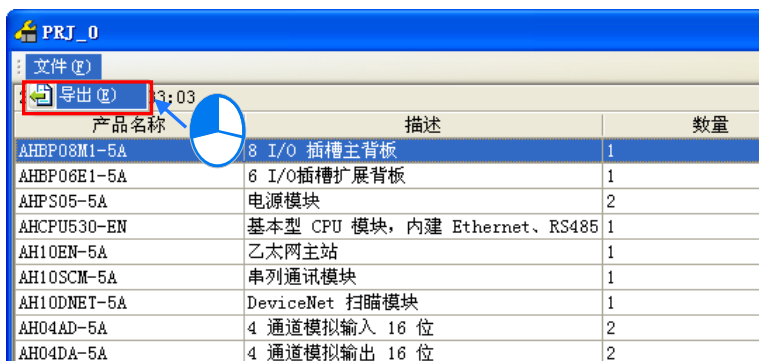 PRJ_0
文件(F)
导出(E) 33:03
产品名称 描述 数量
AHBP08M1-5A 8 I/O 插槽主背板 1
AHBP06E1-5A 6 I/O插槽扩展背板 1
AHPS05-5A 电源模块 2
AHCPU530-EN 基本型 CPU 模块，内建 Ethernet、RS485 1
AH10EN-5A 乙太网主站 1
AH10SCM-5A 串列通讯模块 1
AH10DNET-5A DeviceNet 扫瞄模块 1
AH04AD-5A 4 通道模拟输入 16 位 2
AH04DA-5A 4 通道模拟输出 16 位 2